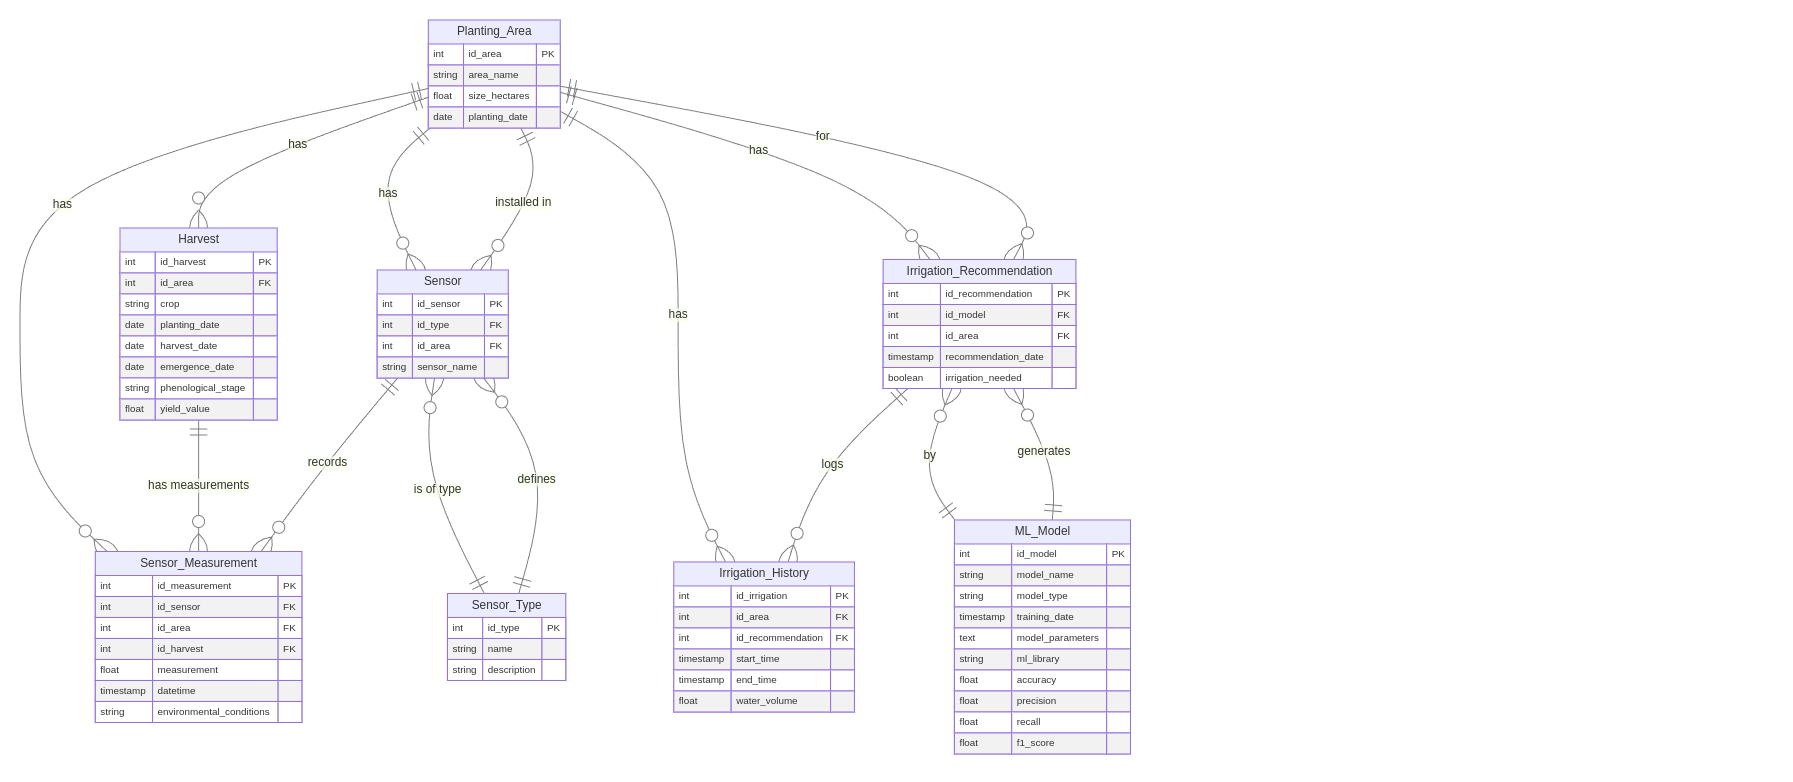 Planting_Area
int id_area PK
string area_name
float size_hectares
date planting_date
for
has
has
has
has
installed in
has
has
Harvest
int id_harvest PK
int id_area FK
string crop
date planting_date
date harvest_date
date emergence_date
string phenological_stage
float yield_value
Sensor
int id_sensor PK
int id_type FK
int id_area FK
string sensor_name
Irrigation_Recommendation
int id_recommendation PK
int id_model FK
int id_area FK
timestamp recommendation_date
boolean irrigation_needed
has measurements
records
is of type
defines
logs
by
generates
Sensor_Measurement
int id_measurement PK
int id_sensor FK
int id_area FK
int id_harvest FK
float measurement
timestamp datetime
string environmental_conditions
Sensor_Type
int id_type PK
string name
string description
Irrigation_History
int id_irrigation PK
int id_area FK
int id_recommendation FK
timestamp start_time
timestamp end_time
float water_volume
ML_Model
int id_model PK
string model_name
string model_type
timestamp training_date
text model_parameters
string ml_library
float accuracy
float precision
float recall
float f1_score